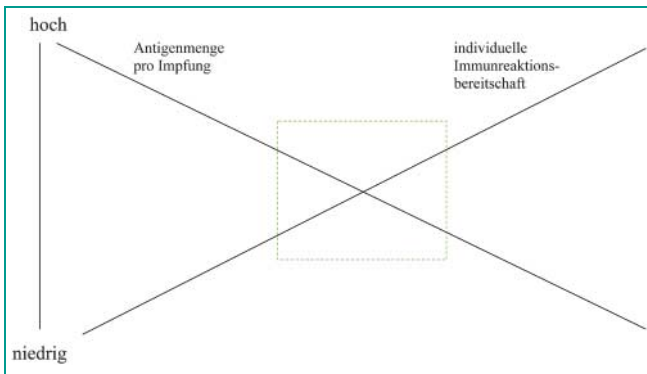 hoch
Antigenmenge
pro Impfung
individuelle
Immunreaktions-
bereitschaft
niedrig